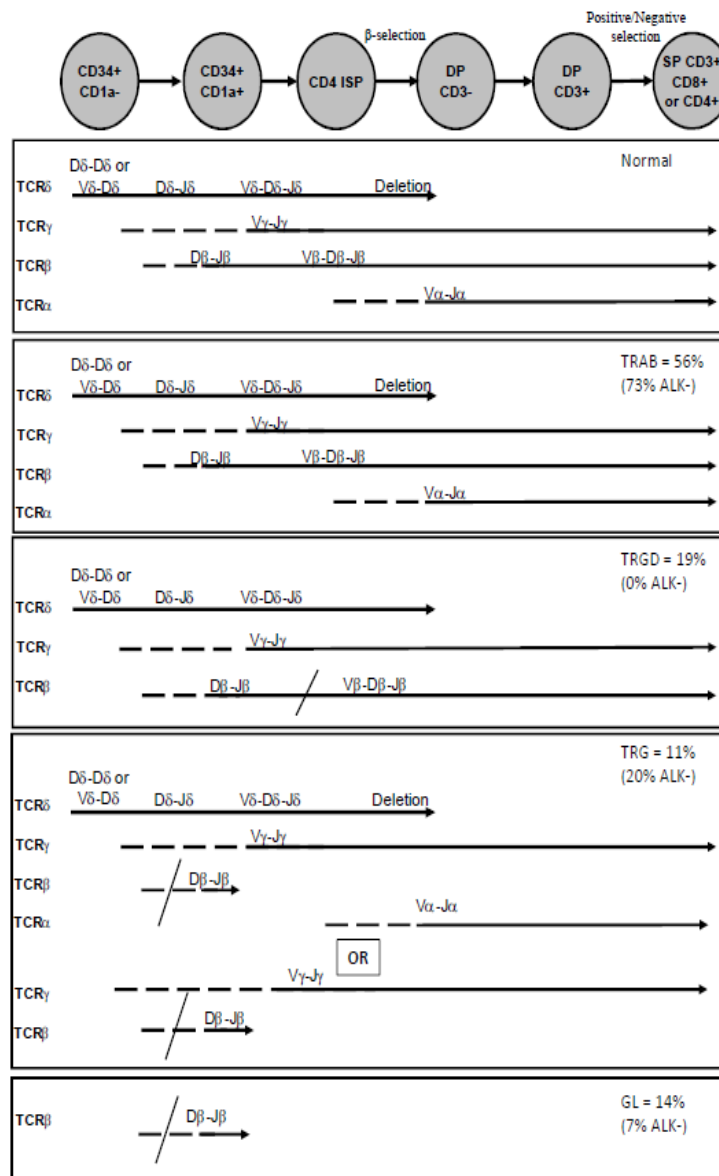 β-selection
Positive/Negative
selection
CD34+
CD1a-
CD34+
CD1a+
CD4 ISP
DP
CD3-
DP
CD3+
SP CD3+
CD8+
or CD4+
Normal
Dδ-Dδ or
TCRδ Vδ-Dδ Dδ-Jδ Vδ-Dδ-Jδ Deletion
TCRγ Vγ-Jγ
TCRβ Dβ-Jβ Vβ-Dβ-Jβ
TCRα Vα-Jα
TRAB = 56%
(73% ALK-)
Dδ-Dδ or
TCRδ Vδ-Dδ Dδ-Jδ Vδ-Dδ-Jδ Deletion
TCRγ Vγ-Jγ
TCRβ Dβ-Jβ Vβ-Dβ-Jβ
TCRα Vα-Jα
TRGD = 19%
(0% ALK-)
Dδ-Dδ or
TCRδ Vδ-Dδ Dδ-Jδ Vδ-Dδ-Jδ
TCRγ Vγ-Jγ
TCRβ Dβ-Jβ Vβ-Dβ-Jβ
TRG = 11%
(20% ALK-)
Dδ-Dδ or
TCRδ Vδ-Dδ Dδ-Jδ Vδ-Dδ-Jδ Deletion
TCRγ Vγ-Jγ
TCRβ Dβ-Jβ
TCRα Vα-Jα
OR
TCRγ Vγ-Jγ
TCRβ Dβ-Jβ
GL = 14%
(7% ALK-)
TCRβ Dβ-Jβ